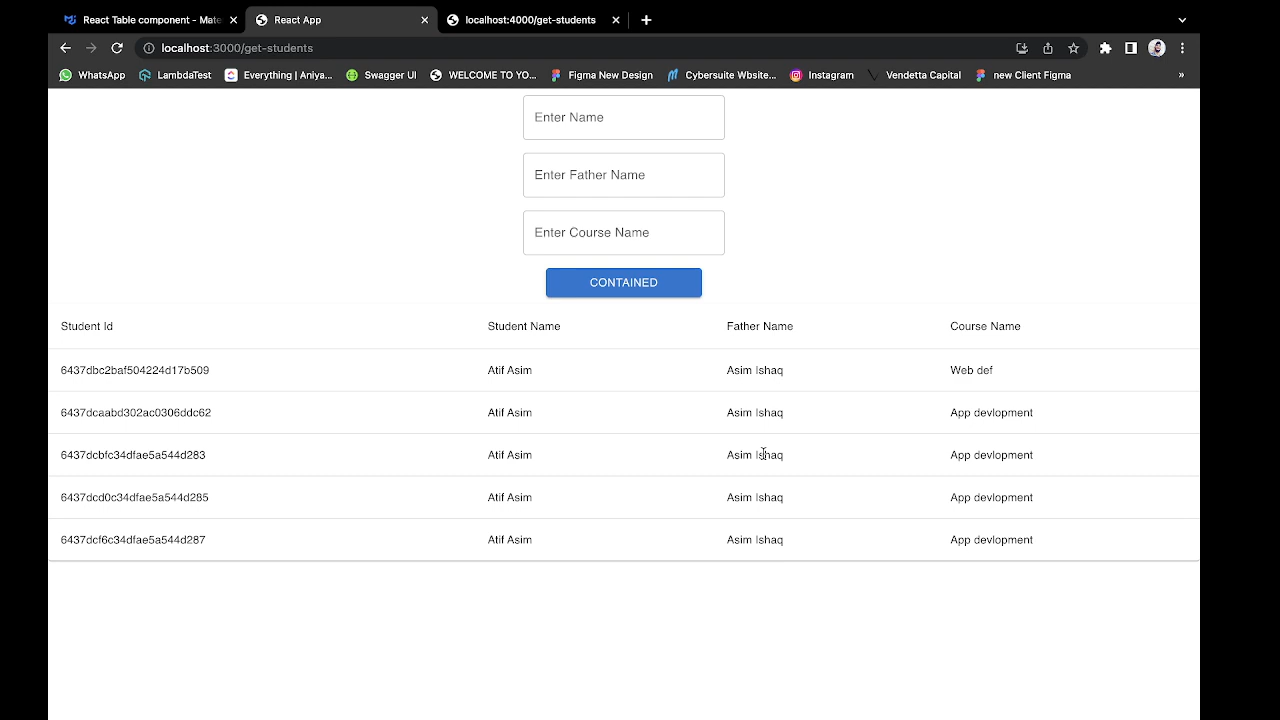 React Table component - Mate
React App
localhost:4000/get-students
localhost:3000/get-students
WhatsApp
LambdaTest
Everything | Aniya...
Swagger UI
WELCOME TO YO...
Figma New Design
Cybersuite Wbsite...
Instagram
Vendetta Capital
new Client Figma
»
Enter Name
Enter Father Name
Enter Course Name
CONTAINED
Student Id Student Name Father Name Course Name
6437dbc2baf504224d17b509 Atif Asim Asim Ishaq Web def
6437dcaabd302ac0306ddc62 Atif Asim Asim Ishaq App devlopment
6437dcbfc34dfae5a544d283 Atif Asim Asim Ishaq App devlopment
6437dcd0c34dfae5a544d285 Atif Asim Asim Ishaq App devlopment
6437dcf6c34dfae5a544d287 Atif Asim Asim Ishaq App devlopment